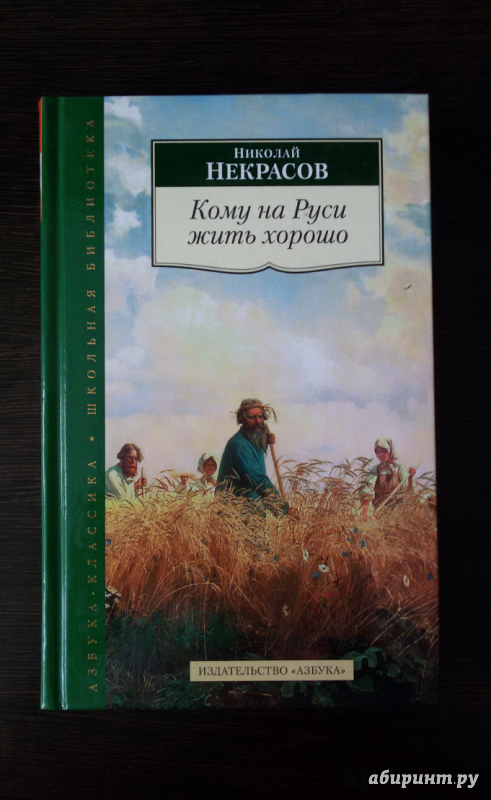 НИКОЛАЙ
НЕКРАСОВ
Кому на Руси
жить хорошо
АЗБУКА-КЛАССИКА • ШКОЛЬНАЯ БИБЛИОТЕКА
ИЗДАТЕЛЬСТВО «АЗБУКА»
абиринт.ру